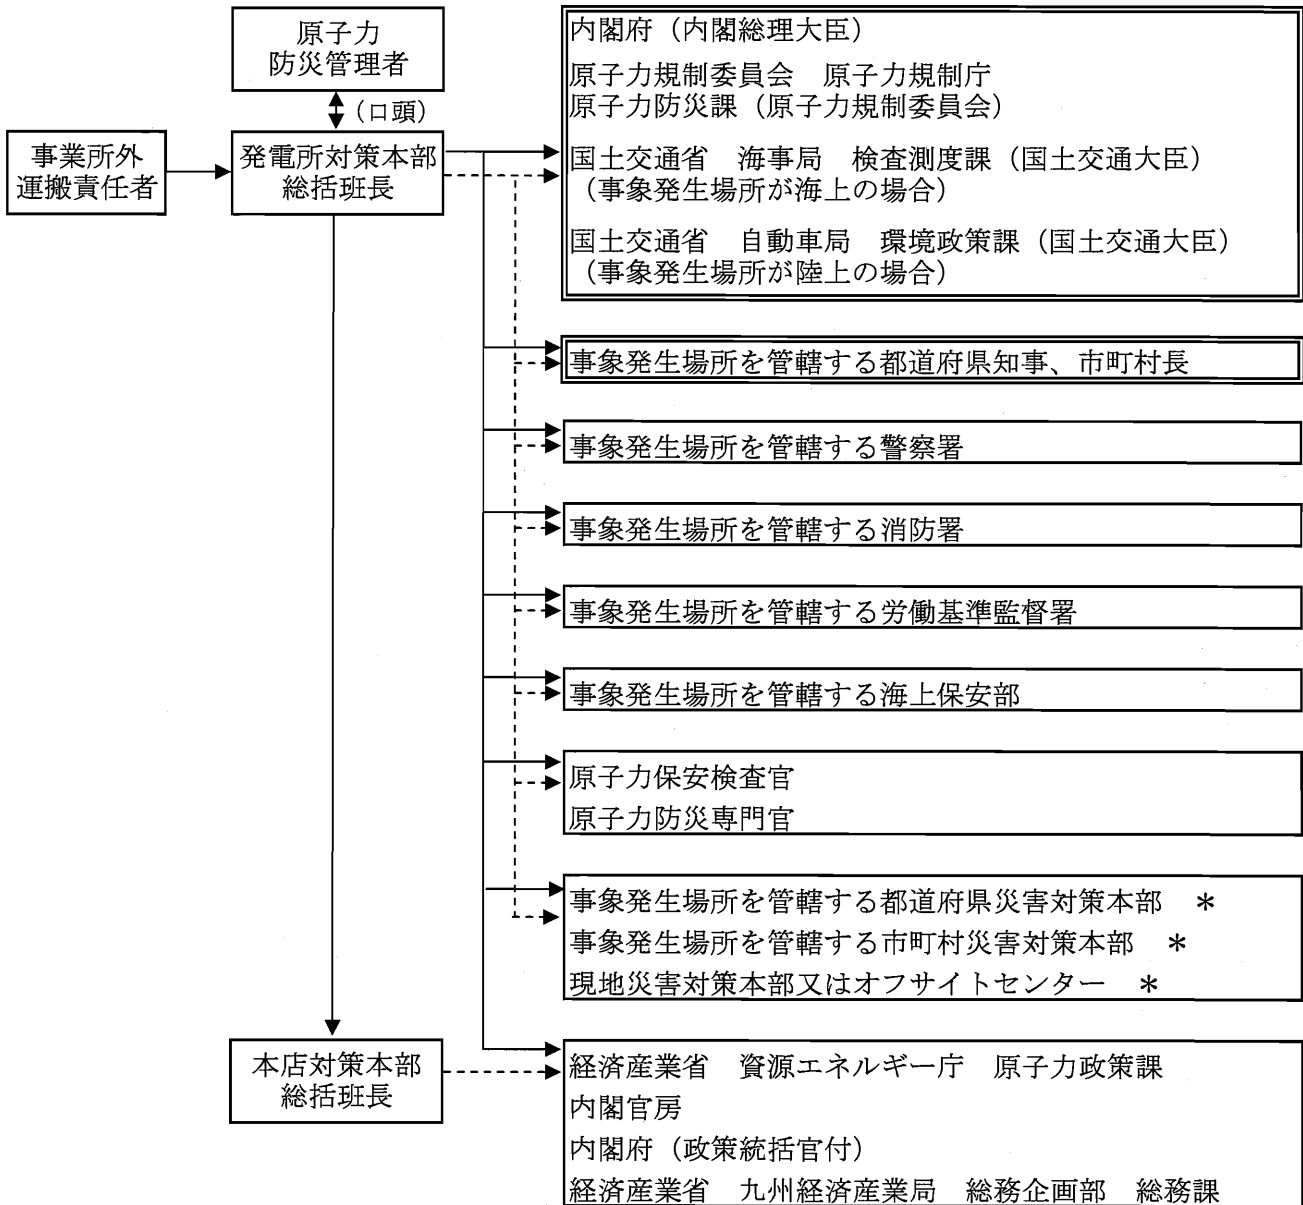 原子力
防災管理者
(口頭)
事業所外
運搬責任者
発電所対策本部
総括班長
内閣府（内閣総理大臣）
原子力規制委員会　原子力規制庁
原子力防災課（原子力規制委員会）
国土交通省　海事局　検査測度課（国土交通大臣）
（事象発生場所が海上の場合）
国土交通省　自動車局　環境政策課（国土交通大臣）
（事象発生場所が陸上の場合）
事象発生場所を管轄する都道府県知事、市町村長
事象発生場所を管轄する警察署
事象発生場所を管轄する消防署
事象発生場所を管轄する労働基準監督署
事象発生場所を管轄する海上保安部
原子力保安検査官
原子力防災専門官
事象発生場所を管轄する都道府県災害対策本部　＊
事象発生場所を管轄する市町村災害対策本部　＊
現地災害対策本部又はオフサイトセンター　＊
本店対策本部
総括班長
経済産業省　資源エネルギー庁　原子力政策課
内閣官房
内閣府（政策統括官付）
経済産業省　九州経済産業局　総務企画部　総務課